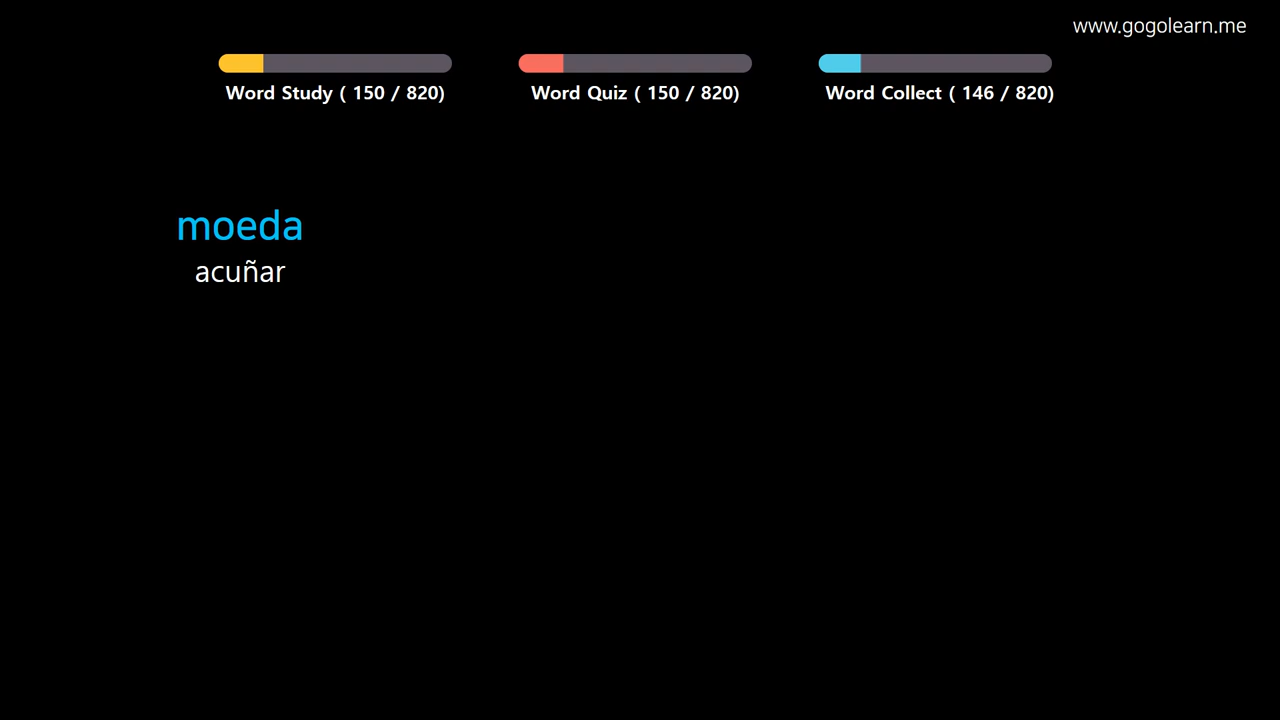 www.gogolearn.me
Word Study ( 150 / 820)
Word Quiz ( 150 / 820)
Word Collect ( 146 / 820)
moeda
acuñar